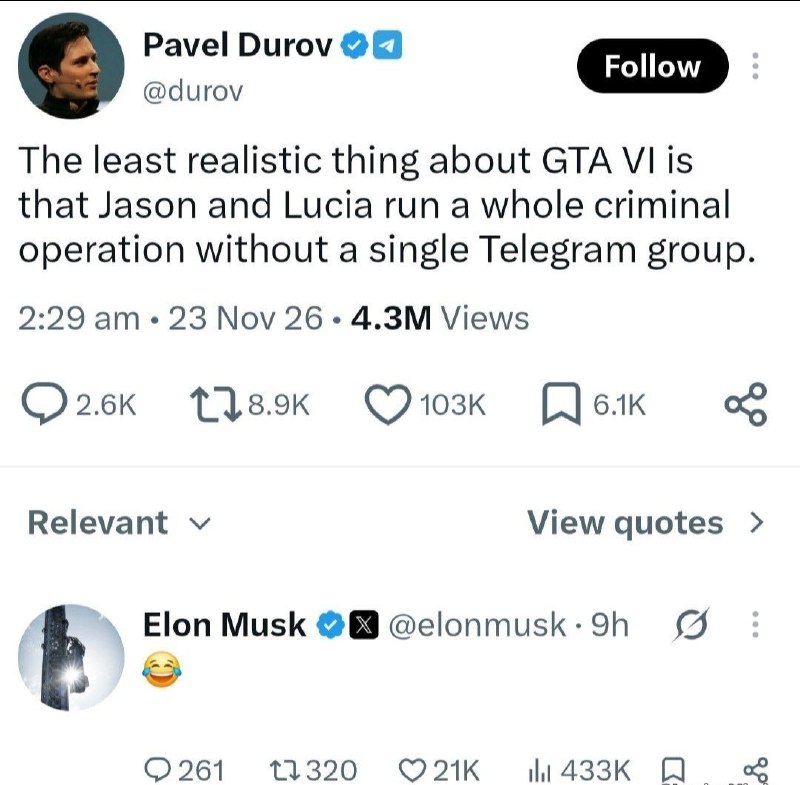 Pavel Durov
@durov
Follow
The least realistic thing about GTA VI is
that Jason and Lucia run a whole criminal
operation without a single Telegram group.
2:29 am • 23 Nov 26 • 4.3M Views
2.6K 8.9K 103K 6.1K
Relevant
View quotes
Elon Musk X @elonmusk · 9h
😂
261 320 21K 433K